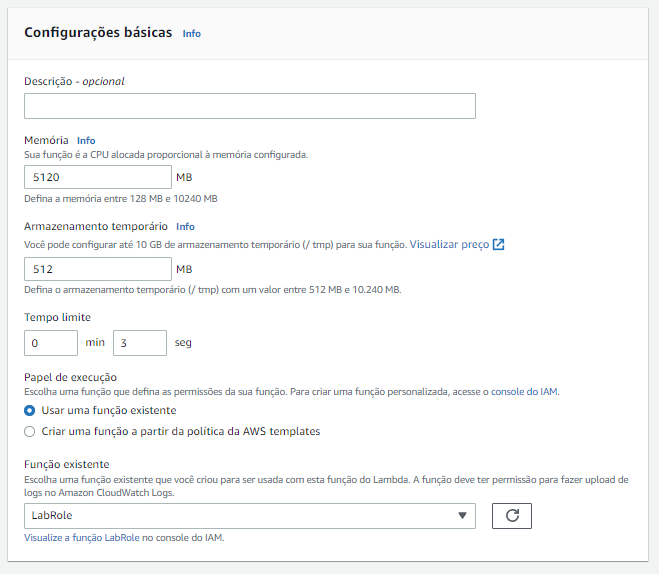 Configurações básicas Info
Descrição - opcional
Memória Info
Sua função é a CPU alocada proporcional à memória configurada.
5120 MB
Defina a memória entre 128 MB e 10240 MB
Armazenamento temporário Info
Você pode configurar até 10 GB de armazenamento temporário (/ tmp) para sua função. Visualizar preço
512 MB
Defina o armazenamento temporário (/ tmp) com um valor entre 512 MB e 10.240 MB.
Tempo limite
0 min 3 seg
Papel de execução
Escolha uma função que defina as permissões da sua função. Para criar uma função personalizada, acesse o console do IAM.
Usar uma função existente
Criar uma função a partir da política da AWS templates
Função existente
Escolha uma função existente que você criou para ser usada com esta função do Lambda. A função deve ter permissão para fazer upload de
logs no Amazon CloudWatch Logs.
LabRole
Visualize a função LabRole no console do IAM.